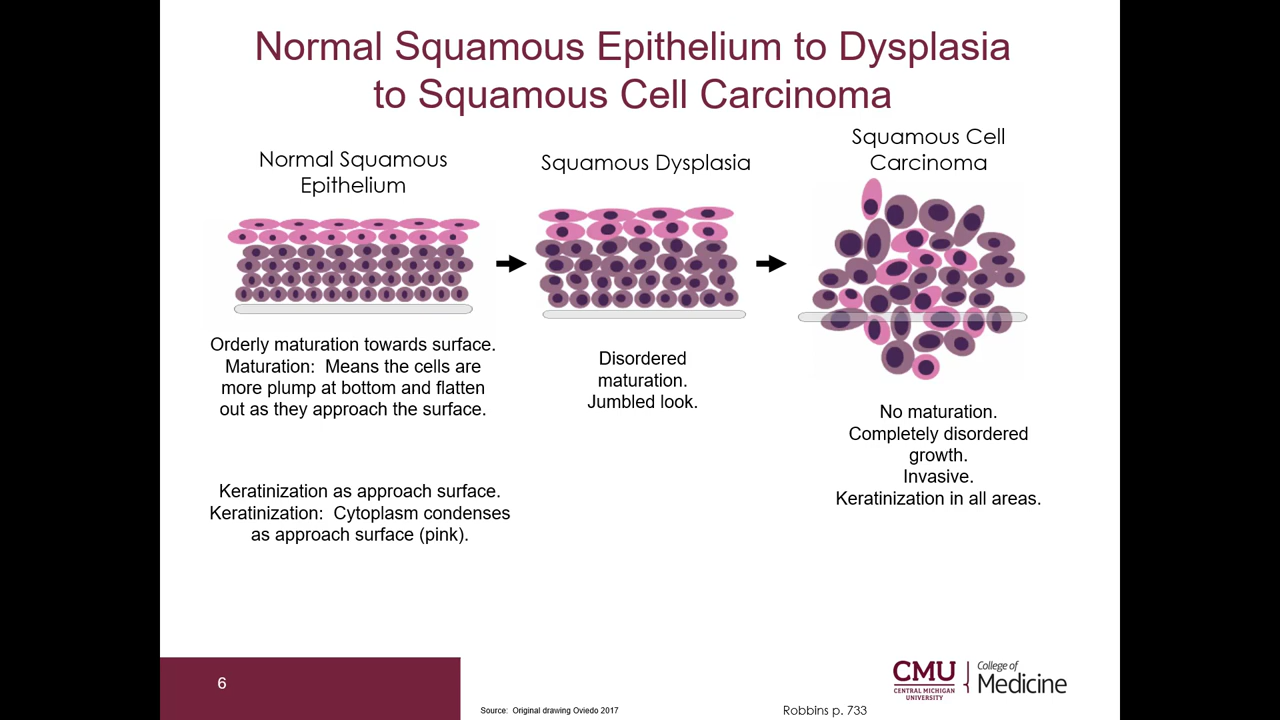 Normal Squamous Epithelium to Dysplasia
to Squamous Cell Carcinoma
Normal Squamous
Epithelium
Squamous Dysplasia
Squamous Cell
Carcinoma
Orderly maturation towards surface.
Maturation: Means the cells are
more plump at bottom and flatten
out as they approach the surface.
Keratinization as approach surface.
Keratinization: Cytoplasm condenses
as approach surface (pink).
Disordered
maturation.
Jumbled look.
No maturation.
Completely disordered
growth.
Invasive.
Keratinization in all areas.
6
Source: Original drawing Oviedo 2017
Robbins p. 733
CMU
CENTRAL MICHIGAN
UNIVERSITY
College of
Medicine